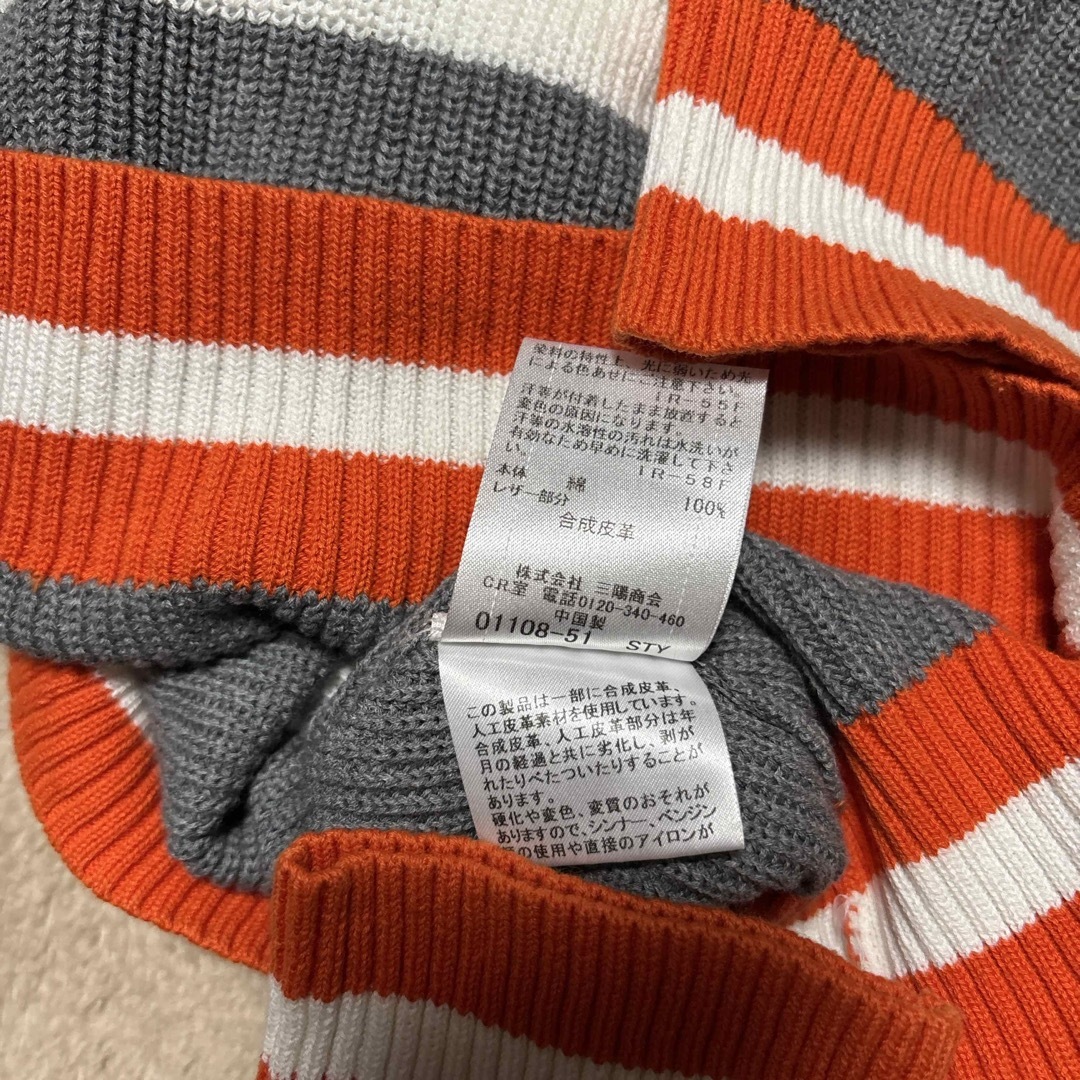 染料の特性上、光に弱いため光
による色あせにご注意下さい。
IR-55F
汗等が付着したまま放置すると
変色の原因になります。
汗等の水溶性の汚れは水洗いが
有効なため早めに洗濯して下さ
い。
IR-58F
本体
綿 100%
レザー部分
合成皮革
株式会社 三陽商会
CR室 電話0120-340-460
中国製
01108-51 STY
この製品は一部に合成皮革、
人工皮革素材を使用しています。
合成皮革、人工皮革部分は年
月の経過と共に劣化し、剥が
れたりべたついたりすることが
あります。
硬化や変色、変質のおそれが
ありますので、シンナー、ベンジン
の使用や直接のアイロンが